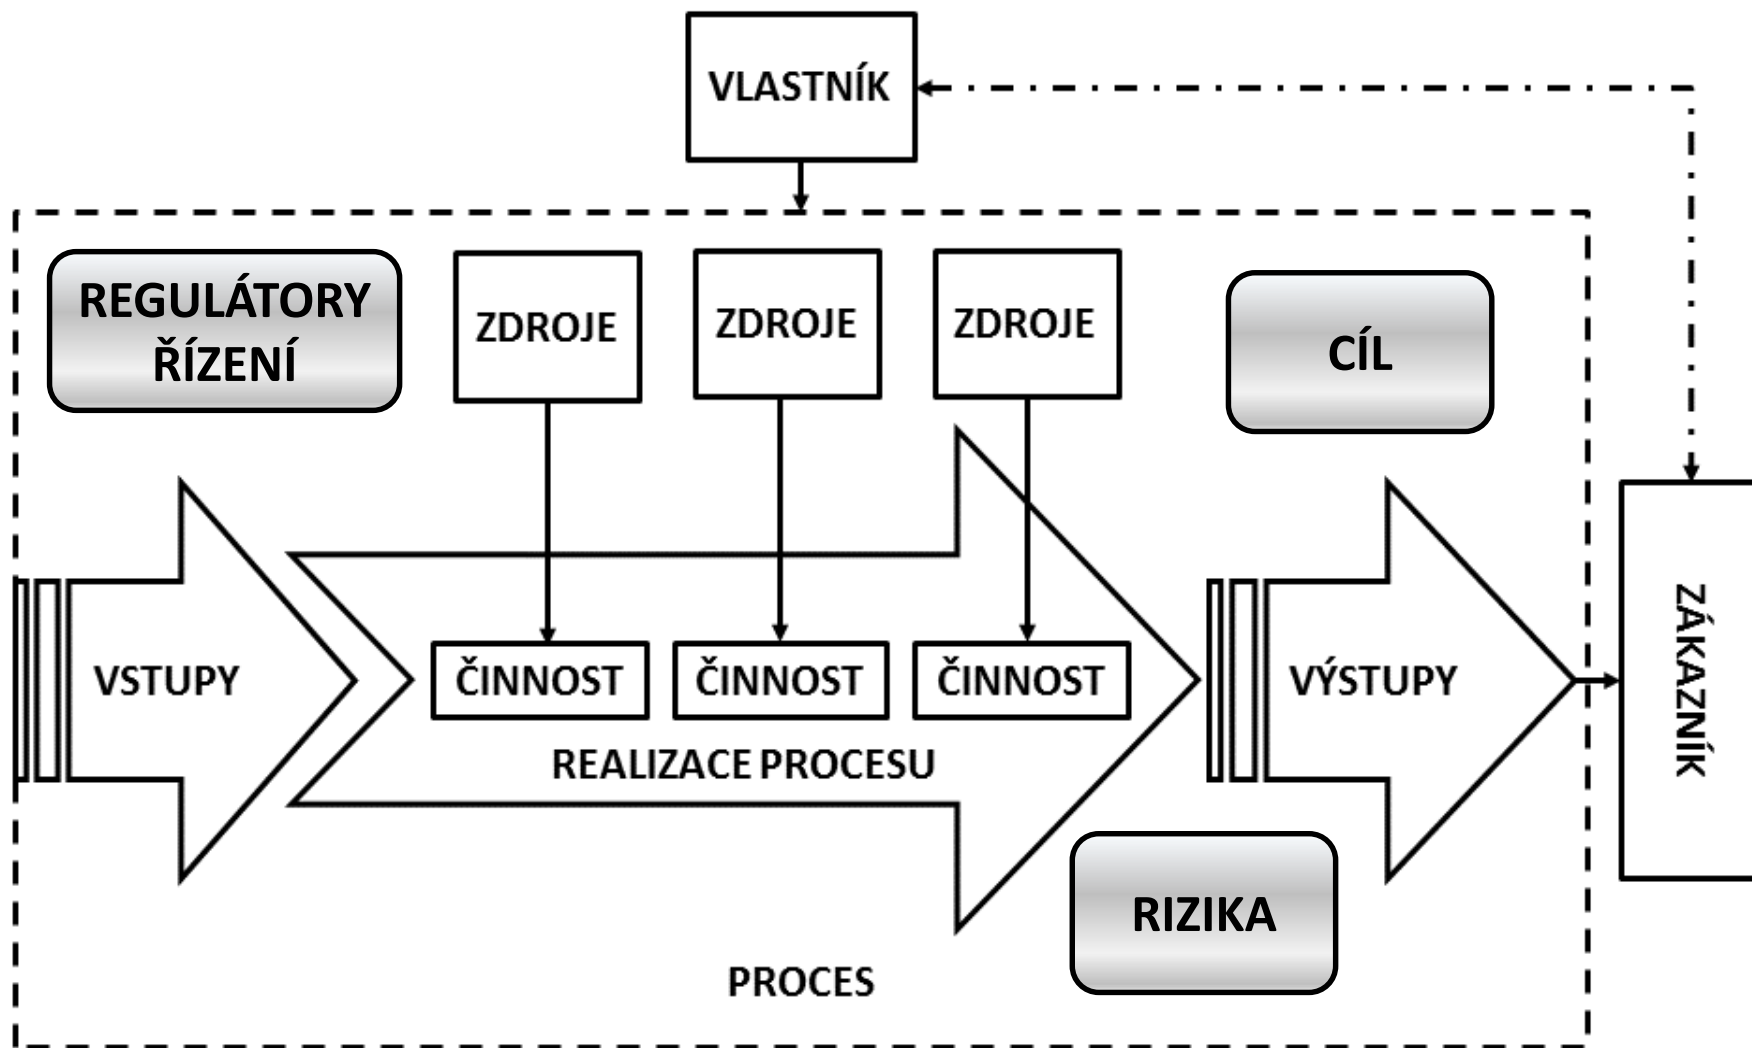 VLASTNÍK
REGULÁTORY
ŘÍZENÍ
ZDROJE
ZDROJE
ZDROJE
CÍL
VSTUPY
ČINNOST
ČINNOST
ČINNOST
VÝSTUPY
ZÁKAZNÍK
REALIZACE PROCESU
RIZIKA
PROCES